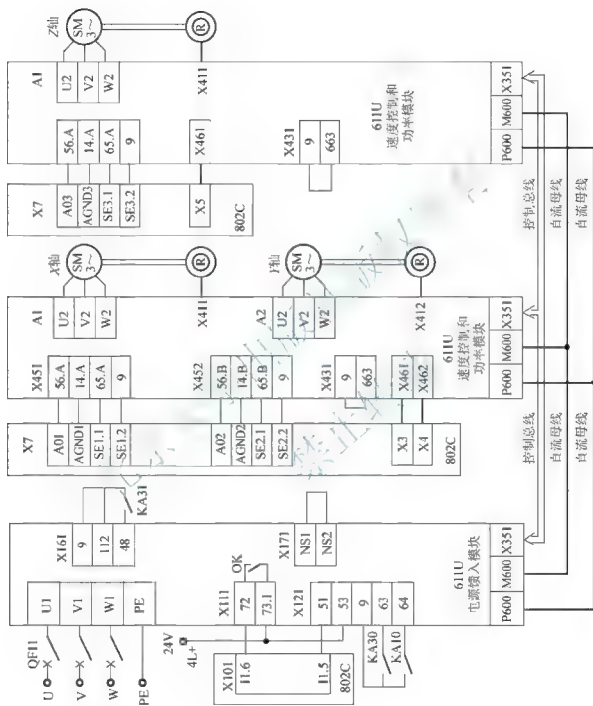 QF11
U
V
W
PE
U1
V1
W1
PE
X161
9
112
48
KA31
24V
4L+
X111
72
73.1
OK
X101
I1.6
I1.5
802C
X121
51
53
9
63
64
KA30
KA10
X171
NS1
NS2
611U
电源馈入模块
P600
M600
X351
控制总线
直流母线
直流母线
X7
A01
AGND1
SE1.1
SE1.2
A02
AGND2
SE2.1
SE2.2
X3
X4
802C
X451
56.A
14.A
65.A
9
X452
56.B
14.B
65.B
9
X431
9
663
X461
X462
A1
U2
V2
W2
X轴
SM
3~
R
X411
A2
U2
V2
W2
Y轴
SM
3~
R
X412
611U
速度控制和
功率模块
P600
M600
X351
控制总线
直流母线
直流母线
X7
A03
AGND3
SE3.1
SE3.2
X5
802C
A1
U2
V2
W2
Z轴
SM
3~
R
X411
56.A
14.A
65.A
9
X461
X431
9
663
611U
速度控制和
功率模块
P600
M600
X351